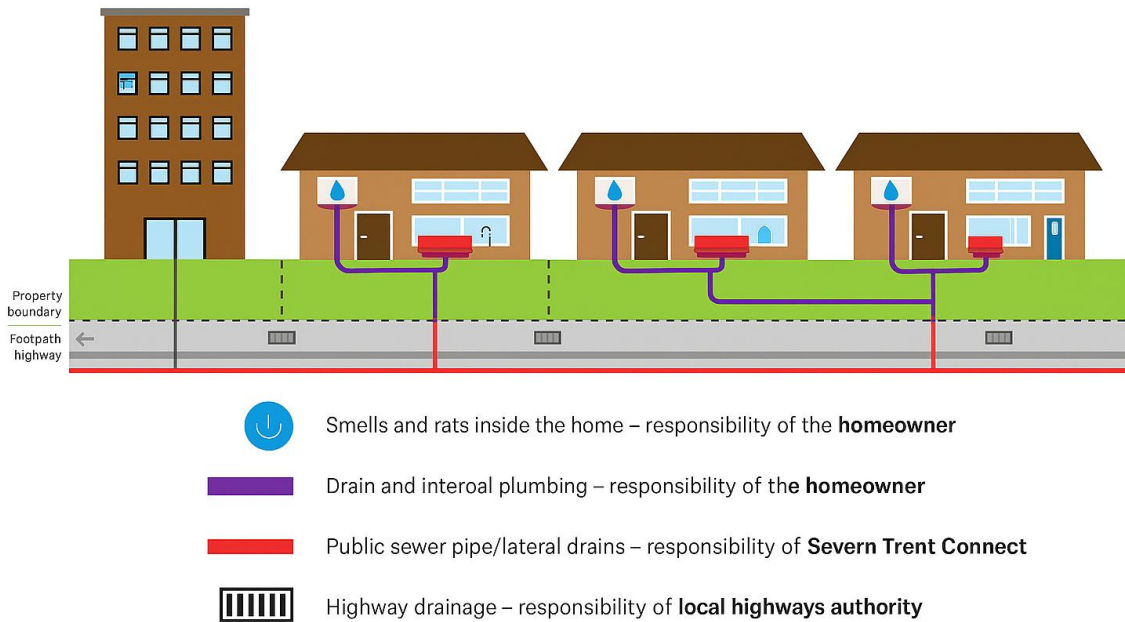 Property
boundary
Footpath
highway
Smells and rats inside the home – responsibility of the homeowner
Drain and interoal plumbing – responsibility of the homeowner
Public sewer pipe/lateral drains – responsibility of Severn Trent Connect
Highway drainage – responsibility of local highways authority